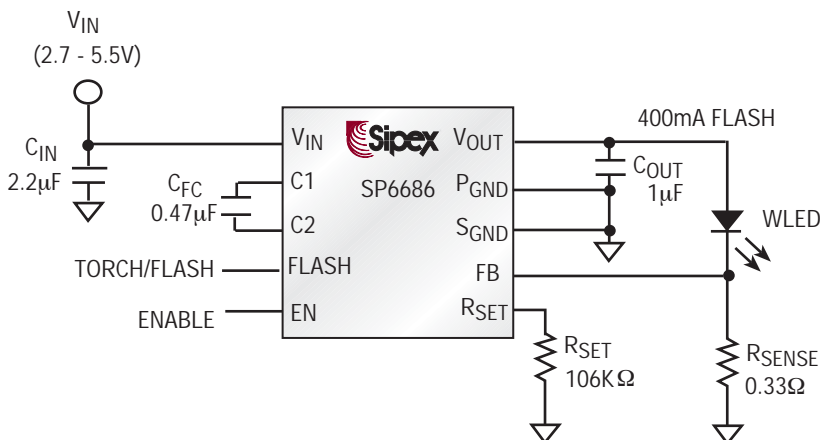 VIN
(2.7 - 5.5V)
CIN
2.2µF
CFC
0.47µF
TORCH/FLASH
ENABLE
VIN
C1
C2
FLASH
EN
Sipex
SP6686
VOUT
PGND
SGND
FB
RSET
400mA FLASH
COUT
1µF
WLED
RSET
106KΩ
RSENSE
0.33Ω